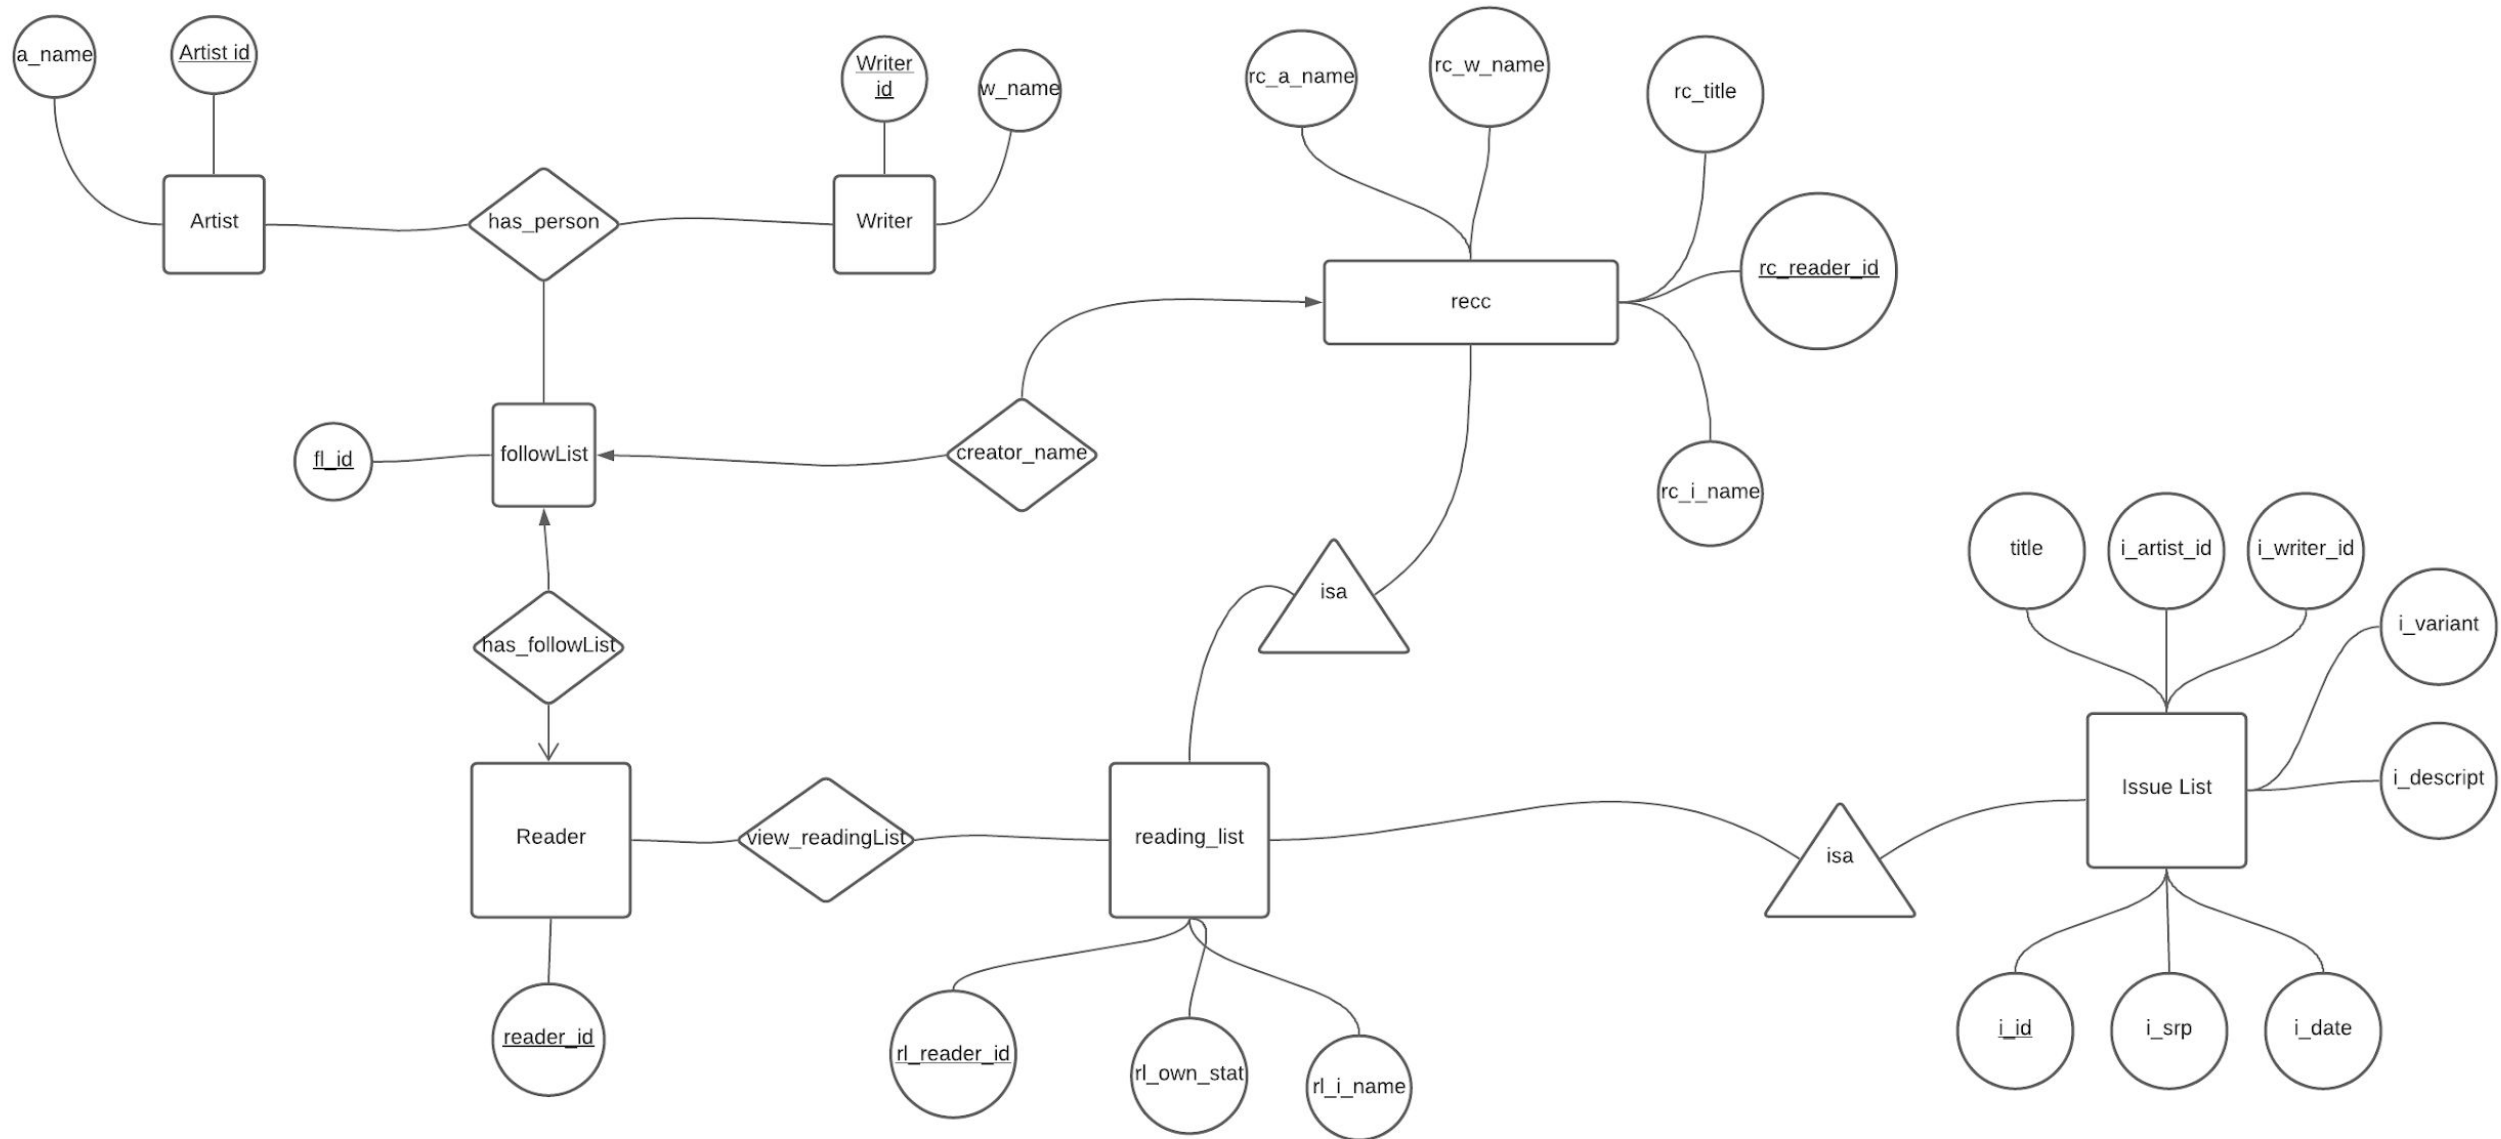 a_name
Artist id
Writer
id
w_name
rc_a_name
rc_w_name
rc_title
Artist
has_person
Writer
rc_reader_id
recc
fl_id
followList
creator_name
rc_i_name
title
i_artist_id
i_writer_id
isa
i_variant
has_followList
Issue List
i_descript
Reader
view_readingList
reading_list
isa
reader_id
rl_reader_id
rl_own_stat
rl_i_name
i_id
i_srp
i_date